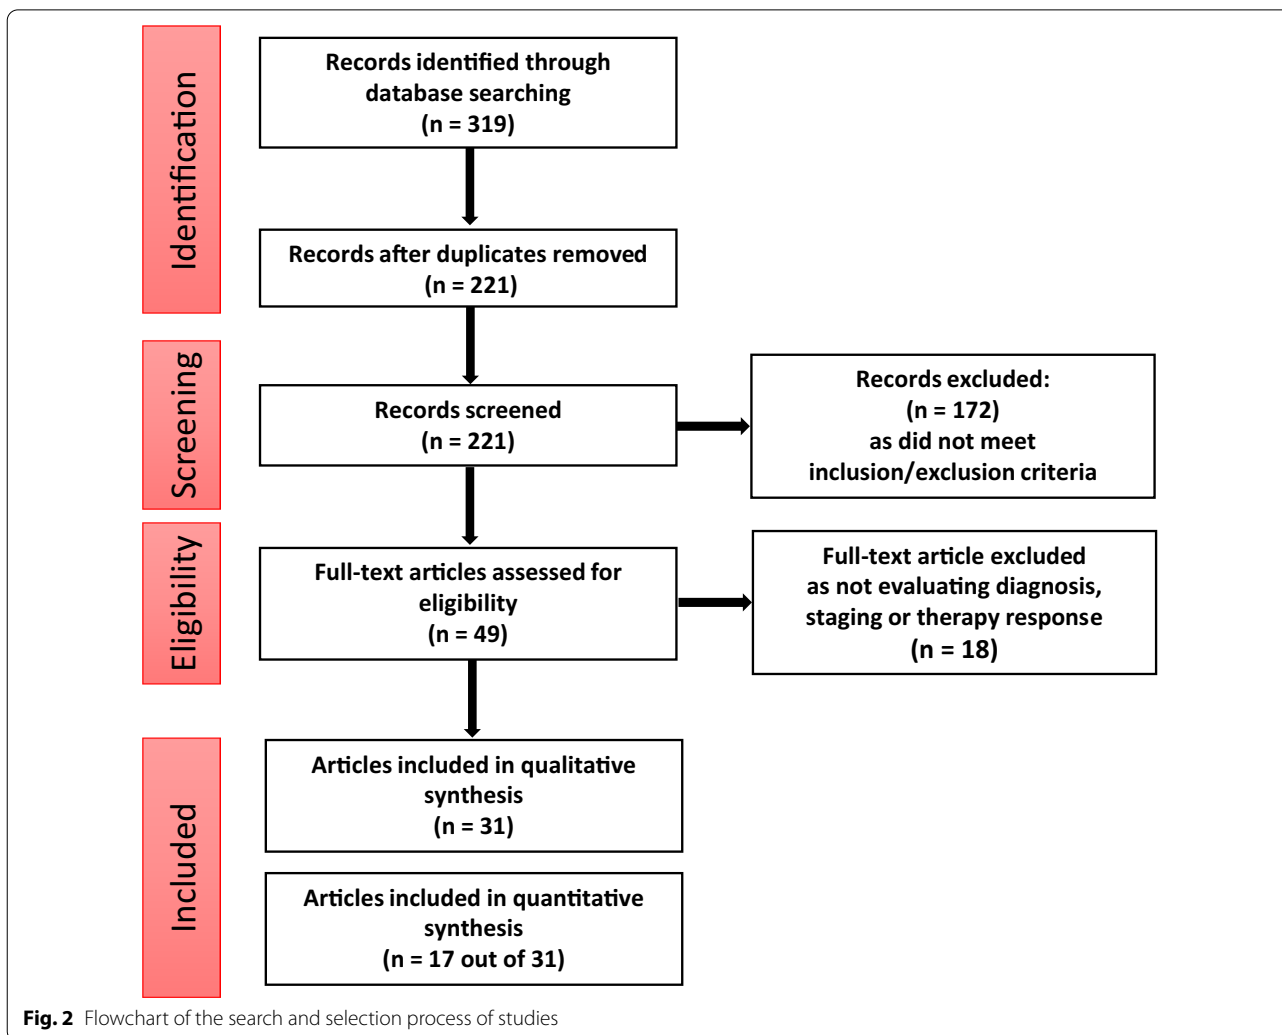 Identification
Records identified through
database searching
(n = 319)
Records after duplicates removed
(n = 221)
Screening
Records screened
(n = 221)
Records excluded:
(n = 172)
as did not meet
inclusion/exclusion criteria
Eligibility
Full-text articles assessed for
eligibility
(n = 49)
Full-text article excluded
as not evaluating diagnosis,
staging or therapy response
(n = 18)
Included
Articles included in qualitative
synthesis
(n = 31)
Articles included in quantitative
synthesis
(n = 17 out of 31)
Fig. 2 Flowchart of the search and selection process of studies